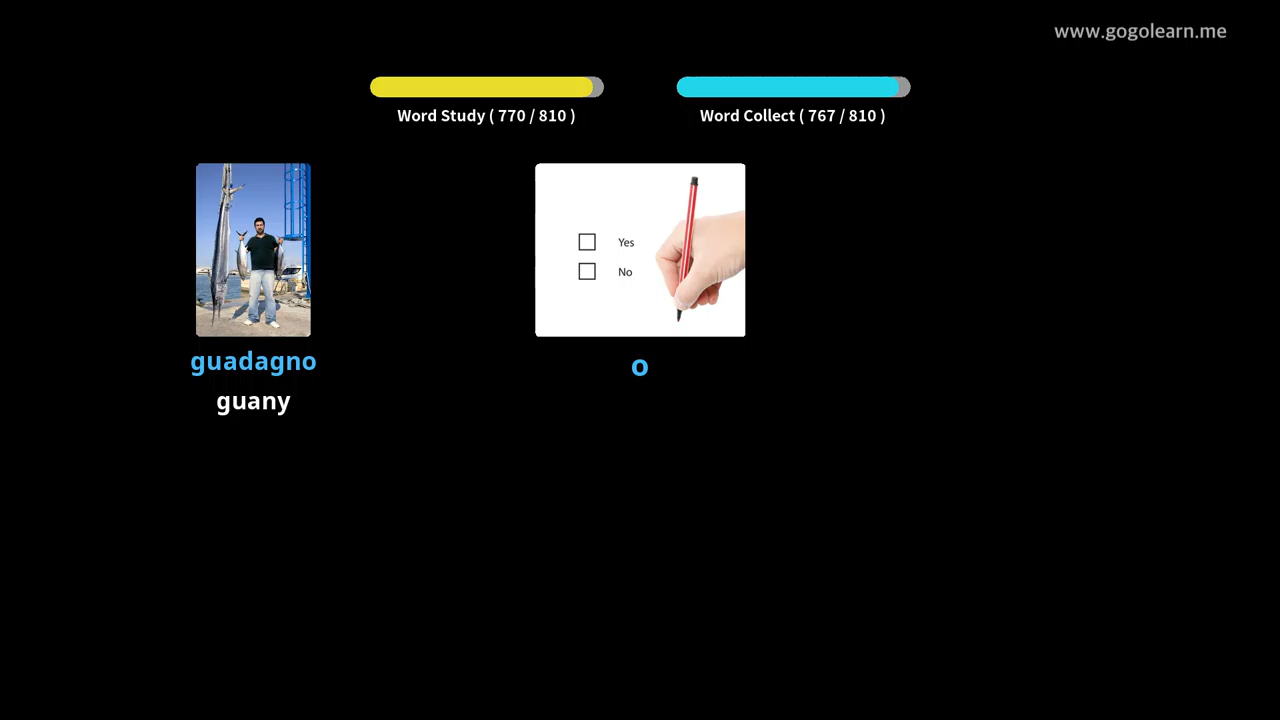 www.gogolearn.me
Word Study ( 770 / 810 )
Word Collect ( 767 / 810 )
Yes
No
guadagno
o
guany